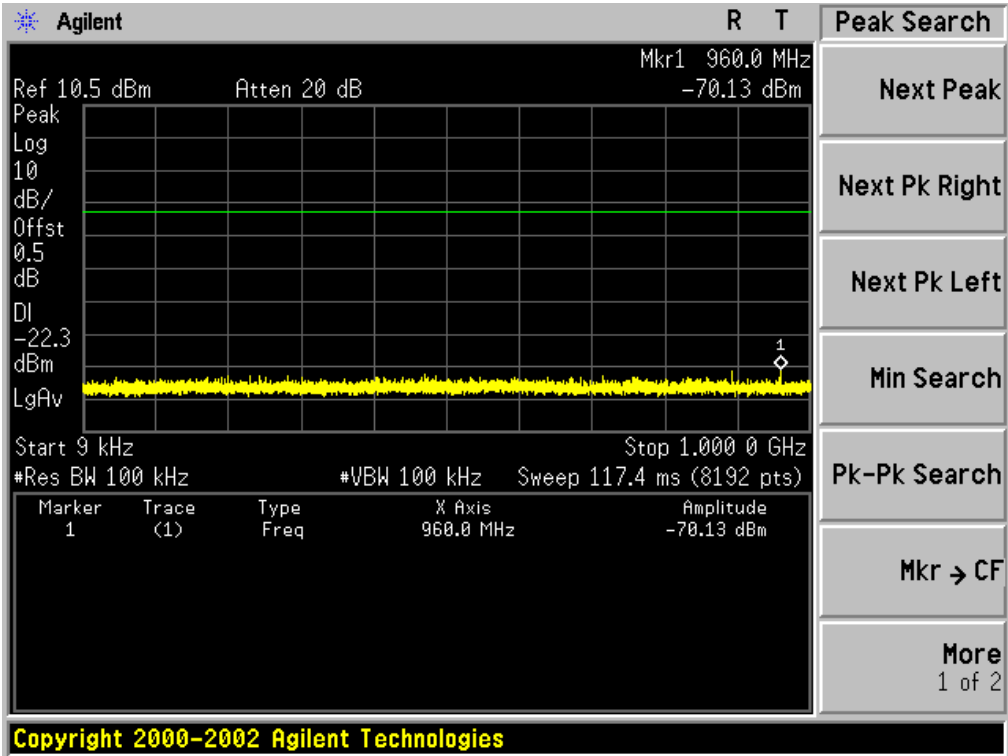 Agilent R T
Peak Search
Mkr1 960.0 MHz
Ref 10.5 dBm Atten 20 dB -70.13 dBm
Peak
Log
10
dB/
Offst
0.5
dB
DI
-22.3
dBm
LgAv
1
Start 9 kHz Stop 1.000 0 GHz
#Res BW 100 kHz #VBW 100 kHz Sweep 117.4 ms (8192 pts)
Marker Trace Type X Axis Amplitude
1 (1) Freq 960.0 MHz -70.13 dBm
Next Peak
Next Pk Right
Next Pk Left
Min Search
Pk-Pk Search
Mkr → CF
More
1 of 2
Copyright 2000-2002 Agilent Technologies